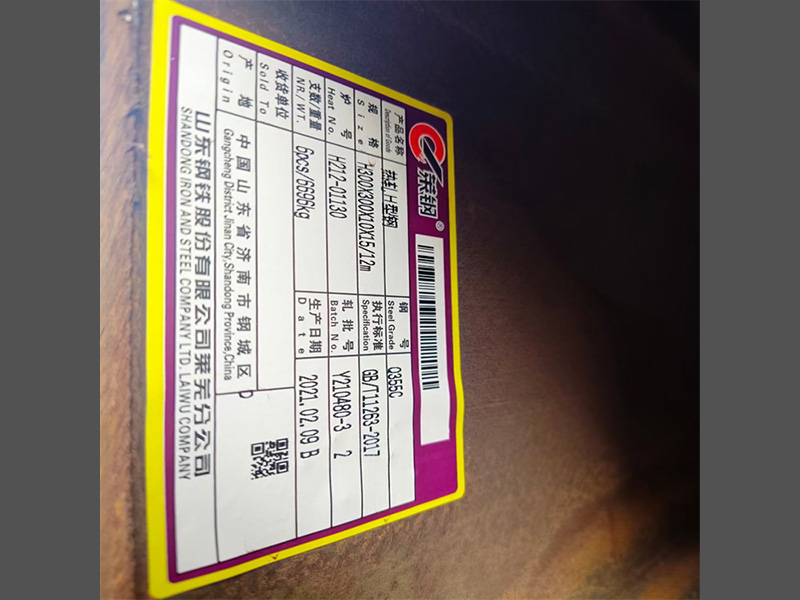 莱钢®
产品名称 热轧H型钢 钢 号 Q355C
Description of Goods Steel Grade
规 格 H300X300X10X15/12m 执行标准 GB/T11263-2017
Size Specification
炉 号 H212-01130 轧批号 Y210480-3 2
Heat No. Batch No.
支数/重量 6pcs/6696kg 生产日期 2021.02.09 B
NR./WT. Date
收货单位
Sold To
产 地 中国山东省济南市钢城区 D
Origin Gangcheng District,Jinan City,Shandong Province,China
山东钢铁股份有限公司莱芜分公司
SHANDONG IRON AND STEEL COMPANY LTD. LAIWU COMPANY